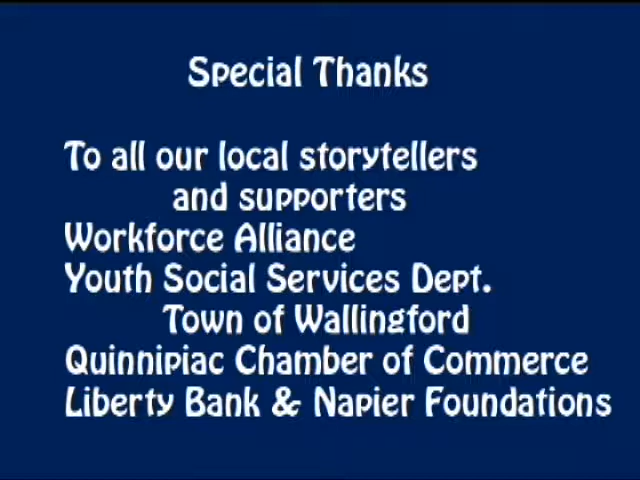 Special Thanks
To all our local storytellers
and supporters
Workforce Alliance
Youth Social Services Dept.
Town of Wallingford
Quinnipiac Chamber of Commerce
Liberty Bank & Napier Foundations